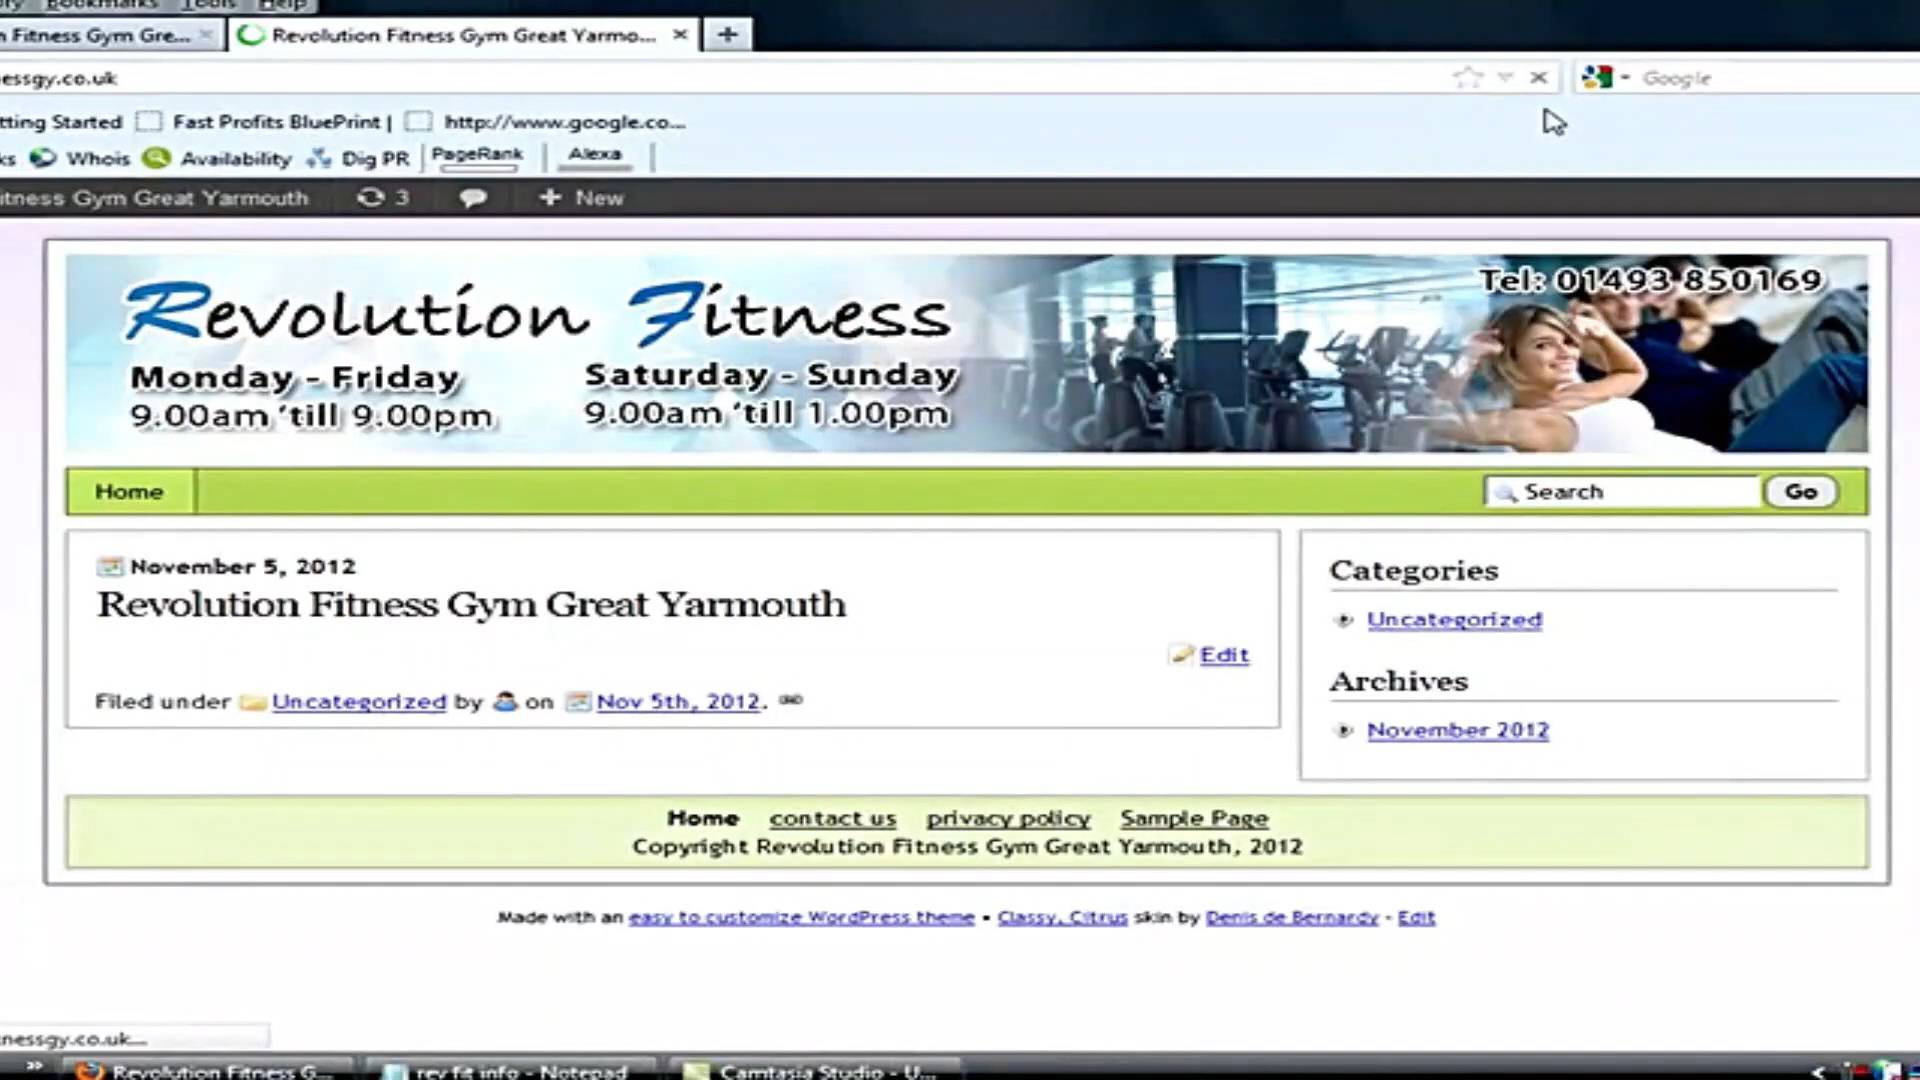 Bookmarks Tools Help
Fitness Gym Gre...
Revolution Fitness Gym Great Yarmo...
essgy.co.uk
Google
tting Started
Fast Profits BluePrint |
http://www.google.co...
ks
Whois
Availability
Dig PR
PageRank
Alexa
itness Gym Great Yarmouth
3
New
Revolution Fitness
Tel: 01493 850169
Monday - Friday
9.00am 'till 9.00pm
Saturday - Sunday
9.00am 'till 1.00pm
Home
Search
Go
November 5, 2012
Revolution Fitness Gym Great Yarmouth
Edit
Filed under Uncategorized by on Nov 5th, 2012.
Categories
Uncategorized
Archives
November 2012
Home contact us privacy policy Sample Page
Copyright Revolution Fitness Gym Great Yarmouth, 2012
Made with an easy to customize WordPress theme • Classy, Citrus skin by Denis de Bernardy - Edit
nessgy.co.uk...
Revolution Fitness G...
rev fit info - Notepad
Camtasia Studio - U...